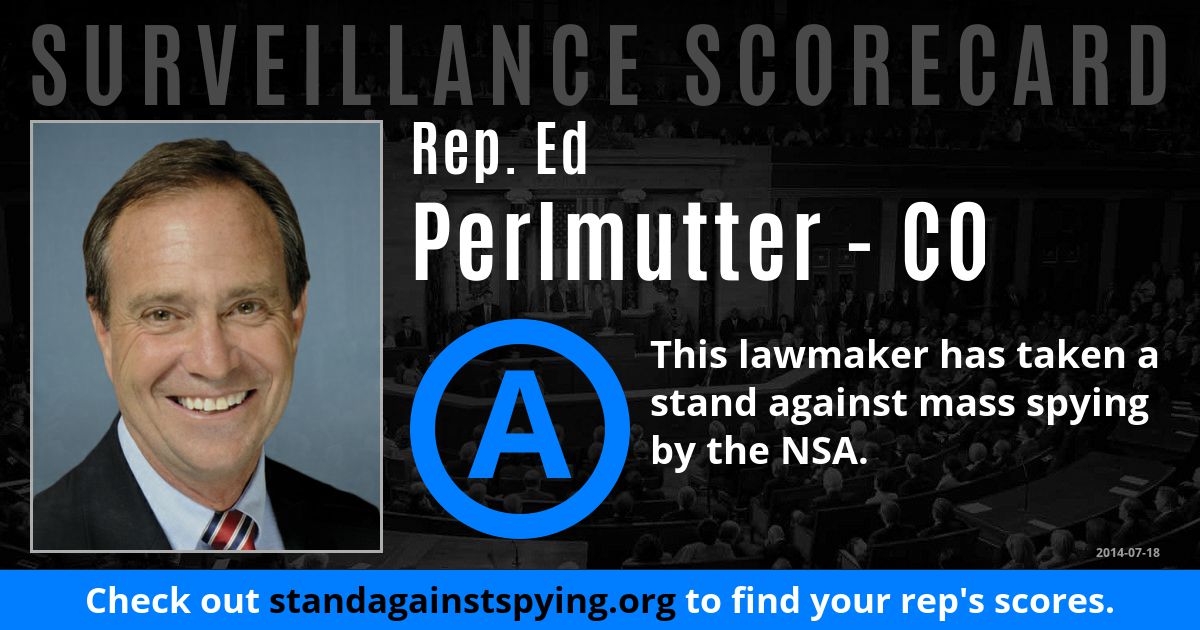 SURVEILLANCE SCORECARD
Rep. Ed
Perlmutter - CO
A
This lawmaker has taken a
stand against mass spying
by the NSA.
2014-07-18
Check out standagainstspying.org to find your rep's scores.